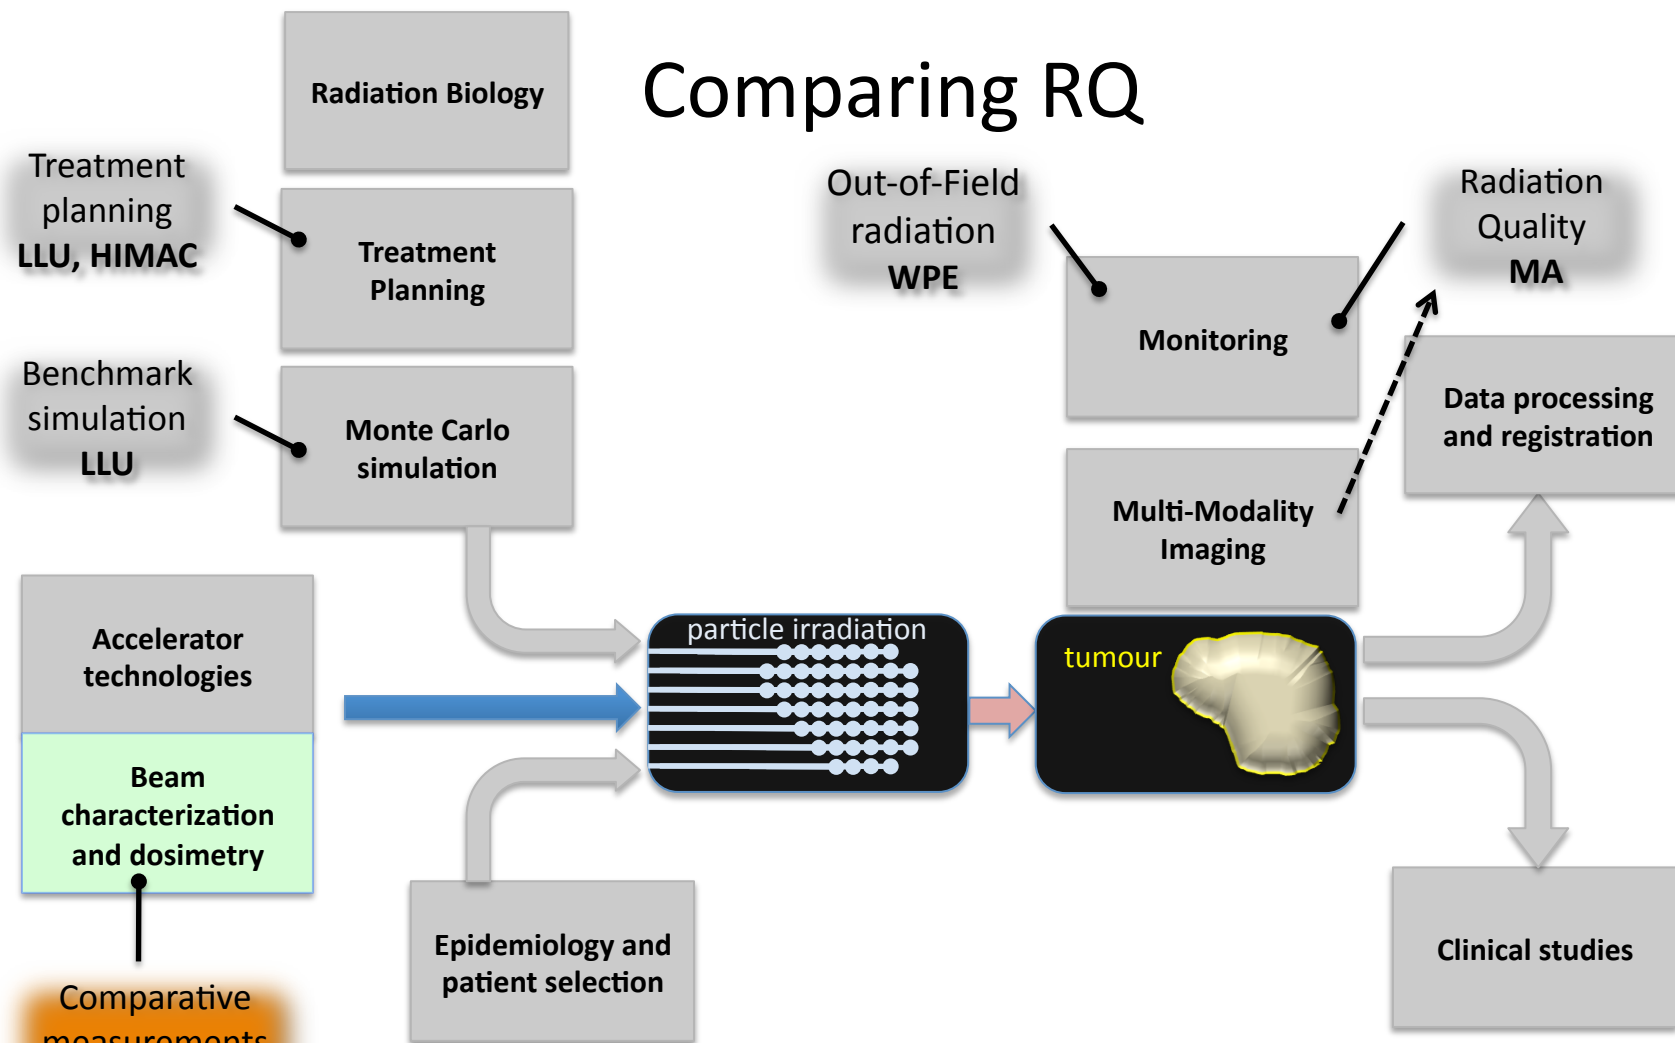 Comparing RQ
Radiation Biology
Treatment
planning
LLU, HIMAC
Treatment
Planning
Out-of-Field
radiation
WPE
Radiation
Quality
MA
Monitoring
Benchmark
simulation
LLU
Monte Carlo
simulation
Data processing
and registration
Multi-Modality
Imaging
Accelerator
technologies
particle irradiation
tumour
Beam
characterization
and dosimetry
Epidemiology and
patient selection
Clinical studies
Comparative
measurements